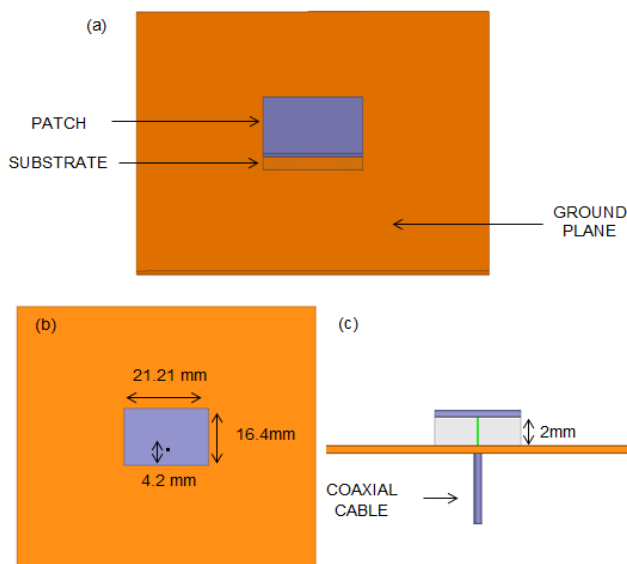 (a)
PATCH
SUBSTRATE
GROUND
PLANE
(b)
21.21 mm
16.4mm
4.2 mm
(c)
2mm
COAXIAL
CABLE